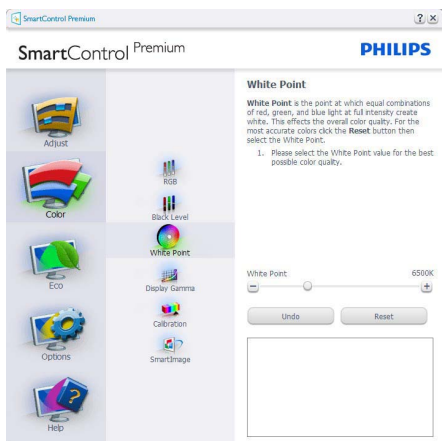 SmartControl Premium
SmartControl Premium
PHILIPS
Adjust
Color
Eco
Options
Help
RGB
Black Level
White Point
Display Gamma
Calibration
SmartImage
White Point
White Point is the point at which equal combinations
of red, green, and blue light at full intensity create
white. This effects the overall color quality. For the
most accurate colors click the Reset button then
select the White Point.
1. Please select the White Point value for the best
possible color quality.
White Point 6500K
Undo Reset